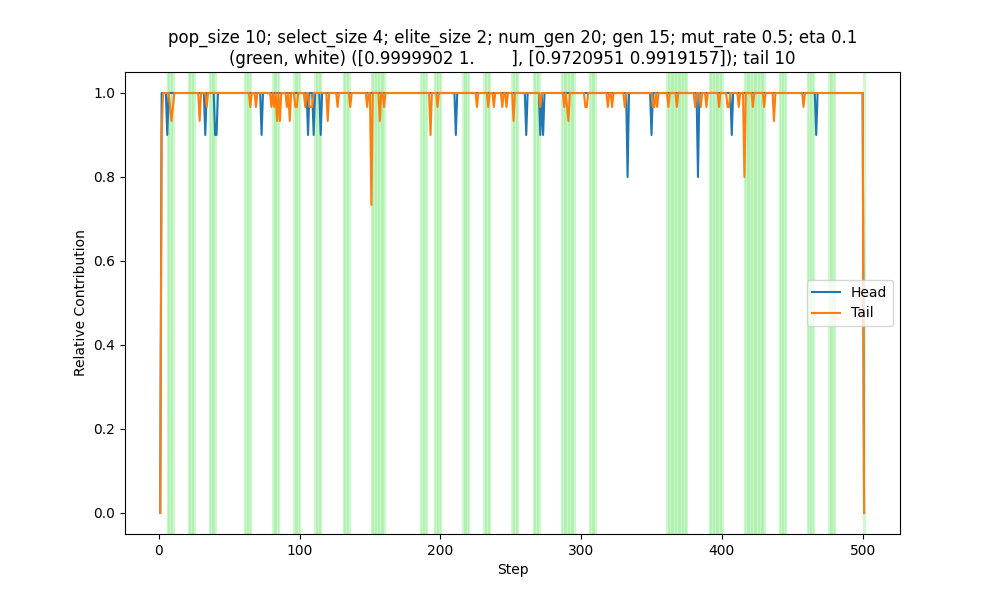 pop_size 10; select_size 4; elite_size 2; num_gen 20; gen 15; mut_rate 0.5; eta 0.1
(green, white) ([0.9999902 1.        ], [0.9720951 0.9919157]); tail 10
1.0
0.8
0.6
0.4
0.2
0.0
Relative Contribution
Head
Tail
0
100
200
300
400
500
Step